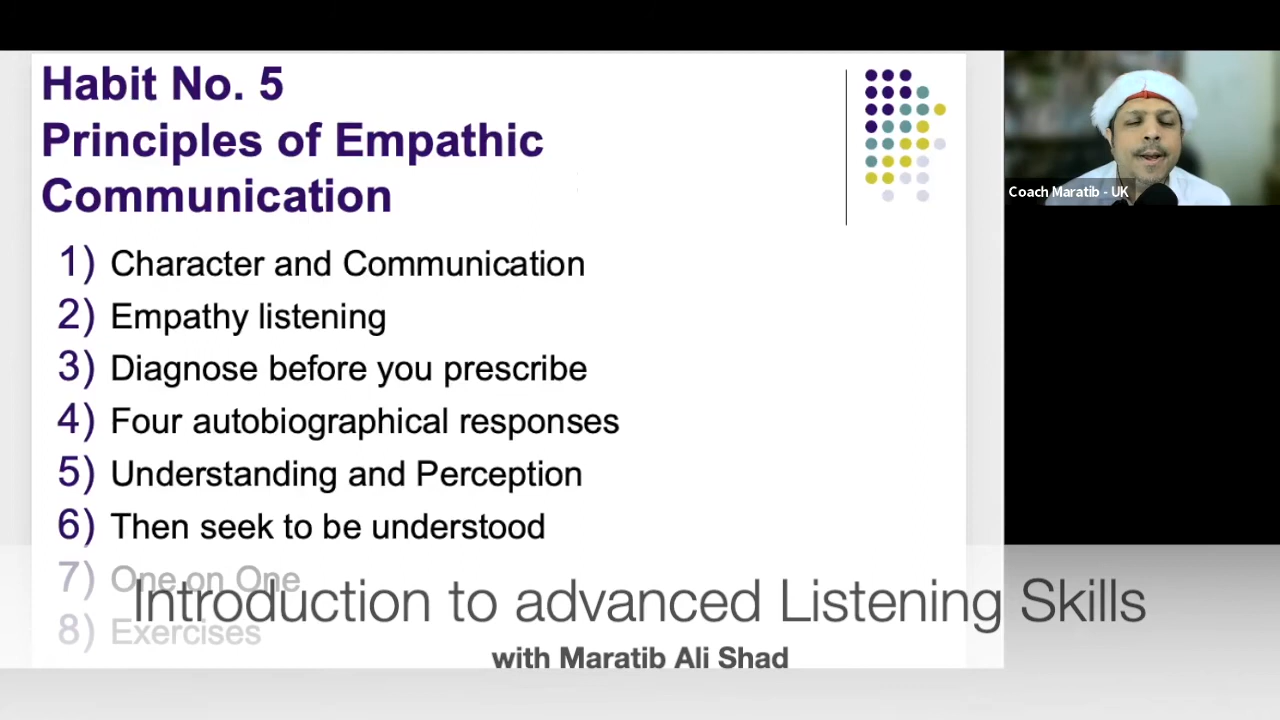 Habit No. 5
Principles of Empathic
Communication
1) Character and Communication
2) Empathy listening
3) Diagnose before you prescribe
4) Four autobiographical responses
5) Understanding and Perception
6) Then seek to be understood
7) One on One
8) Exercises
Coach Maratib - UK
Introduction to advanced Listening Skills
with Maratib Ali Shad